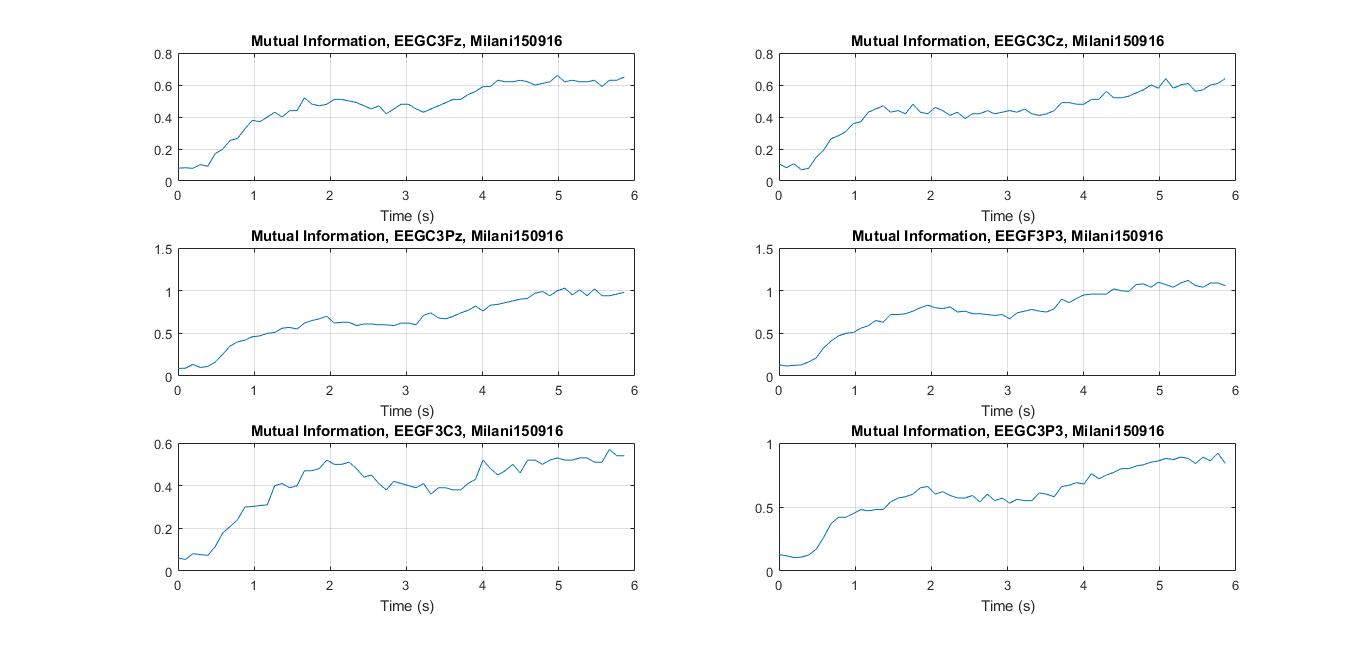 Mutual Information, EEGC3Fz, Milani150916
0.8
0.6
0.4
0.2
0
0 1 2 3 4 5 6
Time (s)
Mutual Information, EEGC3Cz, Milani150916
0.8
0.6
0.4
0.2
0
0 1 2 3 4 5 6
Time (s)
Mutual Information, EEGC3Pz, Milani150916
1.5
1
0.5
0
0 1 2 3 4 5 6
Time (s)
Mutual Information, EEGF3P3, Milani150916
1.5
1
0.5
0
0 1 2 3 4 5 6
Time (s)
Mutual Information, EEGF3C3, Milani150916
0.6
0.4
0.2
0
0 1 2 3 4 5 6
Time (s)
Mutual Information, EEGC3P3, Milani150916
1
0.5
0
0 1 2 3 4 5 6
Time (s)